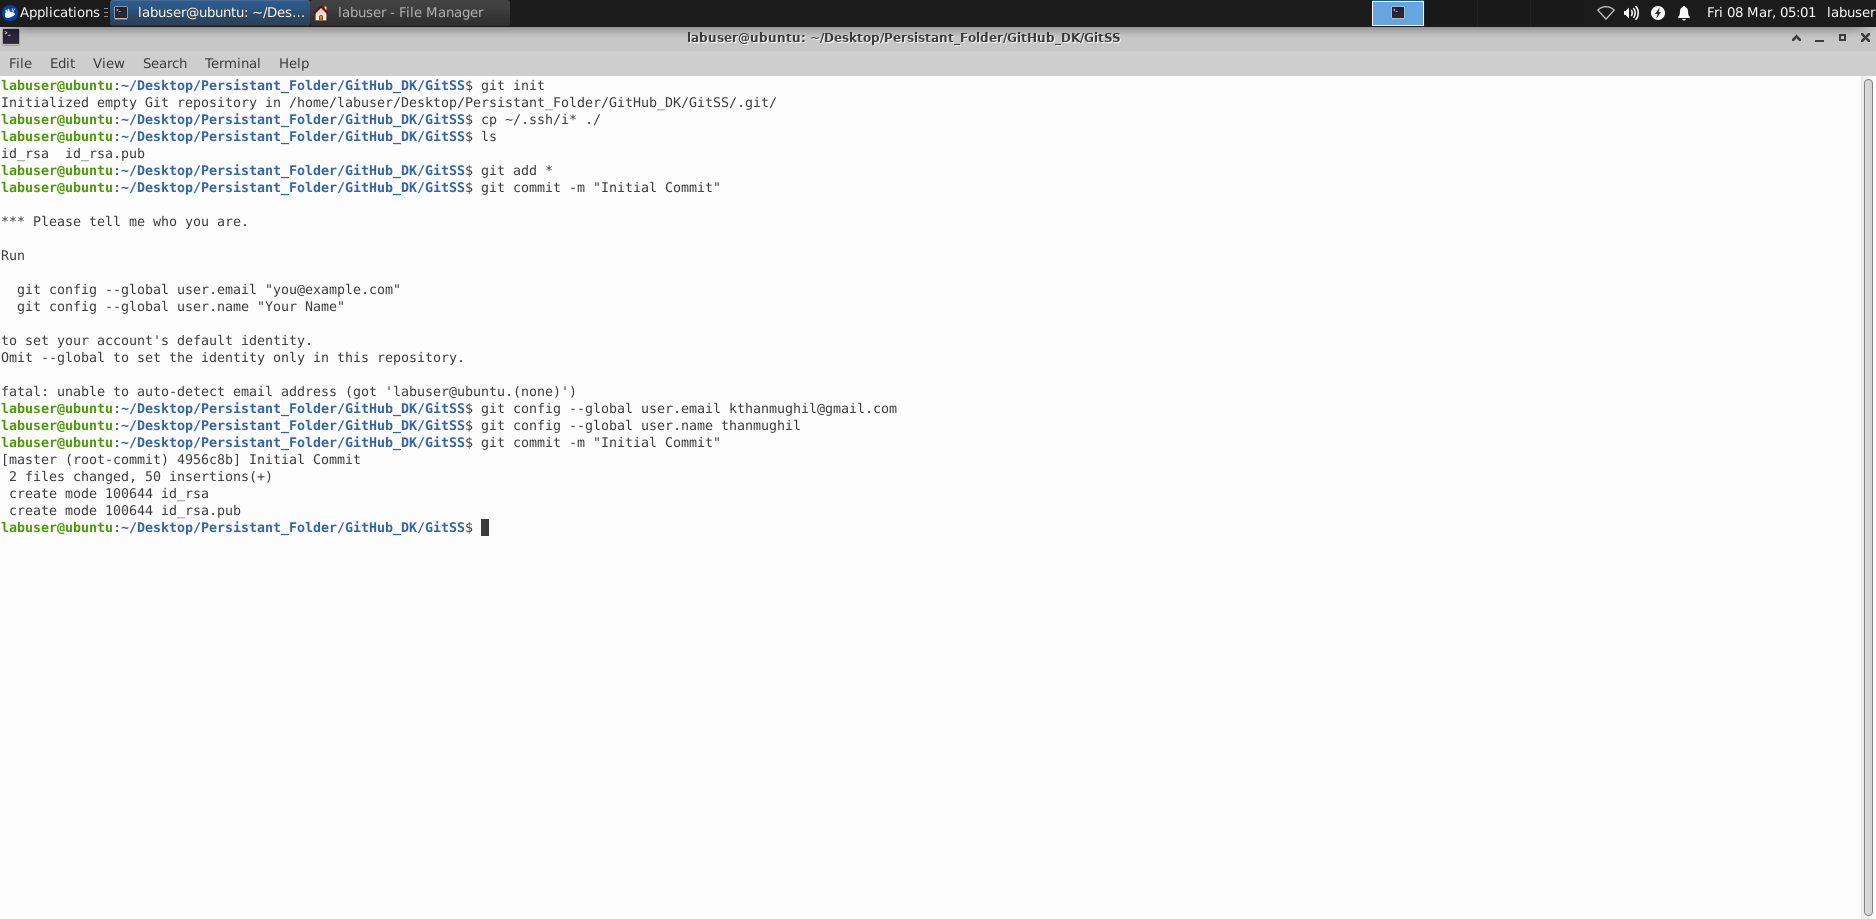 Applications labuser@ubuntu: ~/Des... labuser - File Manager Fri 08 Mar, 05:01 labuser
labuser@ubuntu: ~/Desktop/Persistant_Folder/GitHub_DK/GitSS
File Edit View Search Terminal Help
labuser@ubuntu:~/Desktop/Persistant_Folder/GitHub_DK/GitSS$ git init
Initialized empty Git repository in /home/labuser/Desktop/Persistant_Folder/GitHub_DK/GitSS/.git/
labuser@ubuntu:~/Desktop/Persistant_Folder/GitHub_DK/GitSS$ cp ~/.ssh/i* ./
labuser@ubuntu:~/Desktop/Persistant_Folder/GitHub_DK/GitSS$ ls
id_rsa  id_rsa.pub
labuser@ubuntu:~/Desktop/Persistant_Folder/GitHub_DK/GitSS$ git add *
labuser@ubuntu:~/Desktop/Persistant_Folder/GitHub_DK/GitSS$ git commit -m "Initial Commit"
*** Please tell me who you are.
Run
  git config --global user.email "you@example.com"
  git config --global user.name "Your Name"
to set your account's default identity.
Omit --global to set the identity only in this repository.
fatal: unable to auto-detect email address (got 'labuser@ubuntu.(none)')
labuser@ubuntu:~/Desktop/Persistant_Folder/GitHub_DK/GitSS$ git config --global user.email kthanmughil@gmail.com
labuser@ubuntu:~/Desktop/Persistant_Folder/GitHub_DK/GitSS$ git config --global user.name thanmughil
labuser@ubuntu:~/Desktop/Persistant_Folder/GitHub_DK/GitSS$ git commit -m "Initial Commit"
[master (root-commit) 4956c8b] Initial Commit
 2 files changed, 50 insertions(+)
 create mode 100644 id_rsa
 create mode 100644 id_rsa.pub
labuser@ubuntu:~/Desktop/Persistant_Folder/GitHub_DK/GitSS$